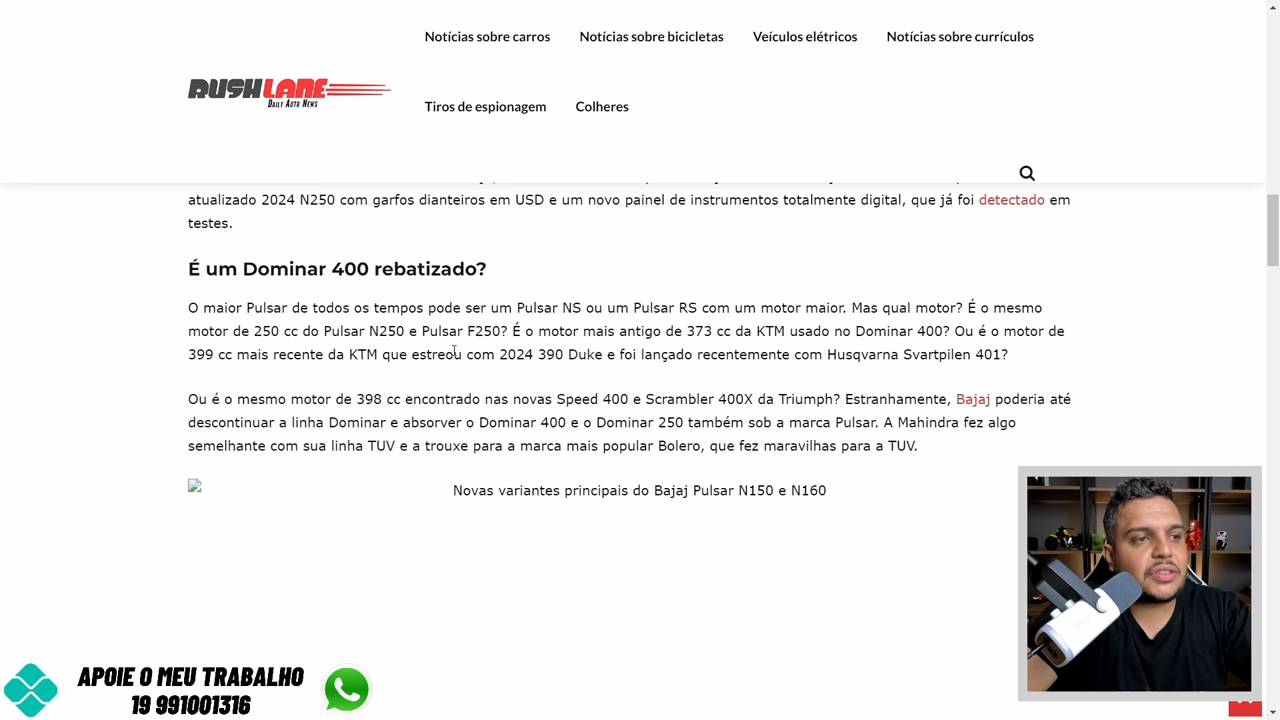 Notícias sobre carros
Notícias sobre bicicletas
Veículos elétricos
Notícias sobre currículos
RUSHLANE
DAILY AUTO NEWS
Tiros de espionagem
Colheres
atualizado 2024 N250 com garfos dianteiros em USD e um novo painel de instrumentos totalmente digital, que já foi detectado em
testes.
É um Dominar 400 rebatizado?
O maior Pulsar de todos os tempos pode ser um Pulsar NS ou um Pulsar RS com um motor maior. Mas qual motor? É o mesmo
motor de 250 cc do Pulsar N250 e Pulsar F250? É o motor mais antigo de 373 cc da KTM usado no Dominar 400? Ou é o motor de
399 cc mais recente da KTM que estreou com 2024 390 Duke e foi lançado recentemente com Husqvarna Svartpilen 401?
Ou é o mesmo motor de 398 cc encontrado nas novas Speed 400 e Scrambler 400X da Triumph? Estranhamente, Bajaj poderia até
descontinuar a linha Dominar e absorver o Dominar 400 e o Dominar 250 também sob a marca Pulsar. A Mahindra fez algo
semelhante com sua linha TUV e a trouxe para a marca mais popular Bolero, que fez maravilhas para a TUV.
Novas variantes principais do Bajaj Pulsar N150 e N160
APOIE O MEU TRABALHO
19 991001316